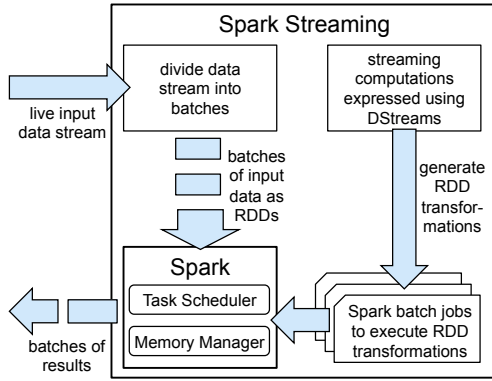 Spark Streaming
divide data
stream into
batches
streaming
computations
expressed using
DStreams
live input
data stream
batches
of input
data as
RDDs
generate
RDD
transfor-
mations
Spark
Task Scheduler
Memory Manager
Spark batch jobs
to execute RDD
transformations
batches of
results